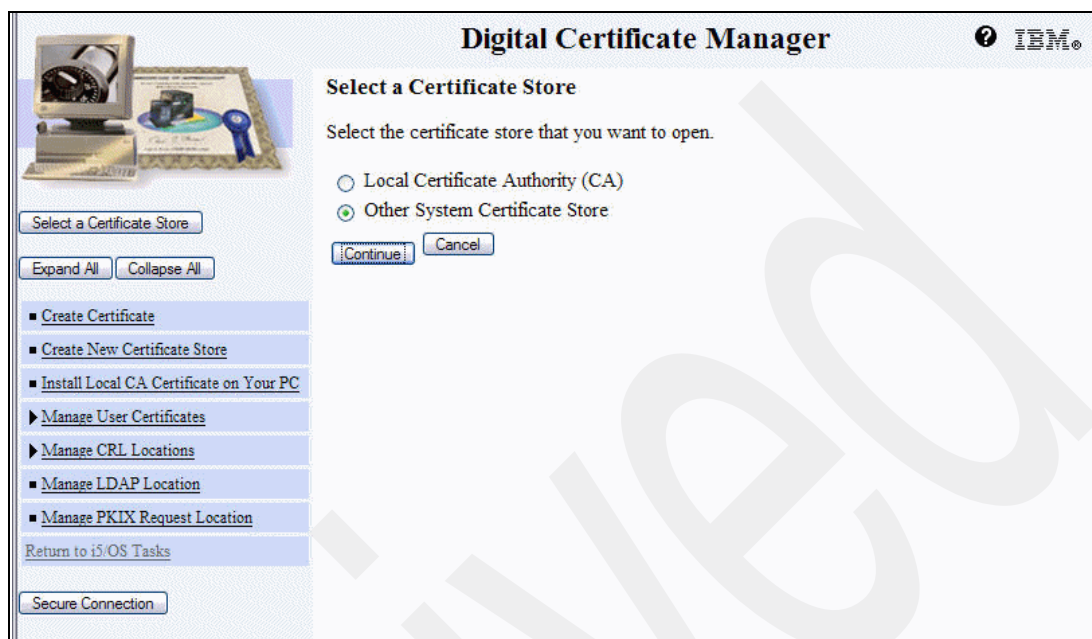 Digital Certificate Manager
? IBM®
Select a Certificate Store
Select the certificate store that you want to open.
Local Certificate Authority (CA)
Other System Certificate Store
Continue
Cancel
Select a Certificate Store
Expand All
Collapse All
Create Certificate
Create New Certificate Store
Install Local CA Certificate on Your PC
Manage User Certificates
Manage CRL Locations
Manage LDAP Location
Manage PKIX Request Location
Return to i5/OS Tasks
Secure Connection